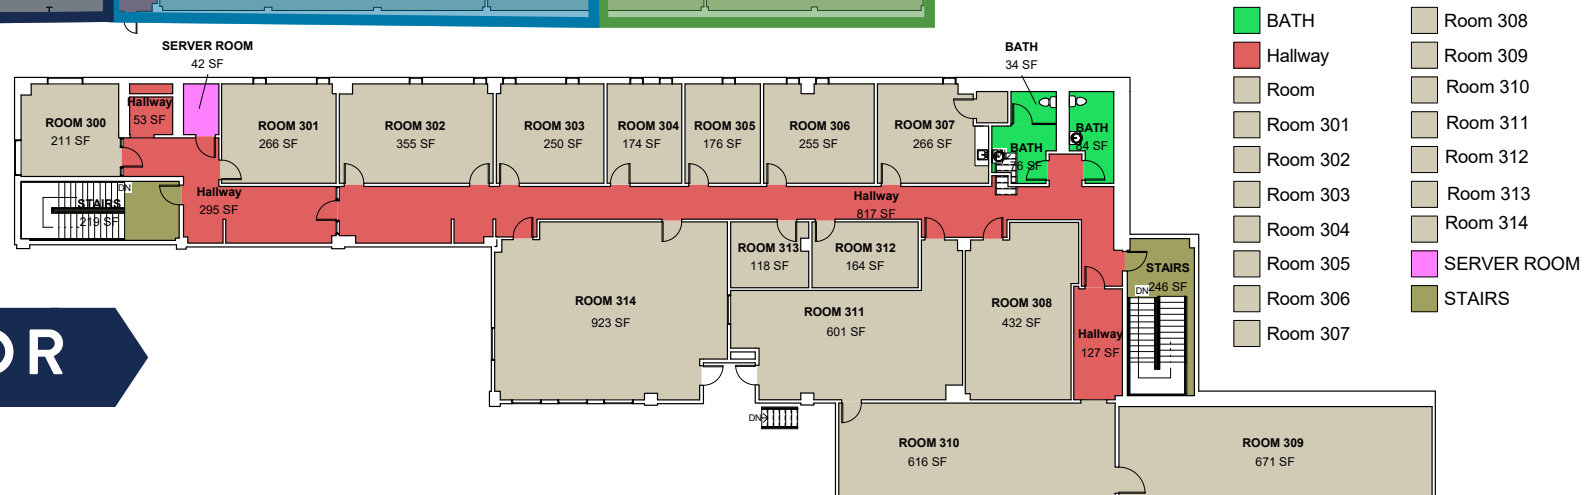 SERVER ROOM
42 SF
BATH
34 SF
ROOM 300
211 SF
Hallway
53 SF
ROOM 301
266 SF
ROOM 302
355 SF
ROOM 303
250 SF
ROOM 304
174 SF
ROOM 305
176 SF
ROOM 306
255 SF
ROOM 307
266 SF
BATH
76 SF
BATH
84 SF
DN
STAIRS
219 SF
Hallway
295 SF
Hallway
817 SF
ROOM 313
118 SF
ROOM 312
164 SF
ROOM 314
923 SF
ROOM 311
601 SF
ROOM 308
432 SF
STAIRS
246 SF
DN
Hallway
127 SF
DN
ROOM 310
616 SF
ROOM 309
671 SF
OR
BATH
Hallway
Room
Room 301
Room 302
Room 303
Room 304
Room 305
Room 306
Room 307
Room 308
Room 309
Room 310
Room 311
Room 312
Room 313
Room 314
SERVER ROOM
STAIRS